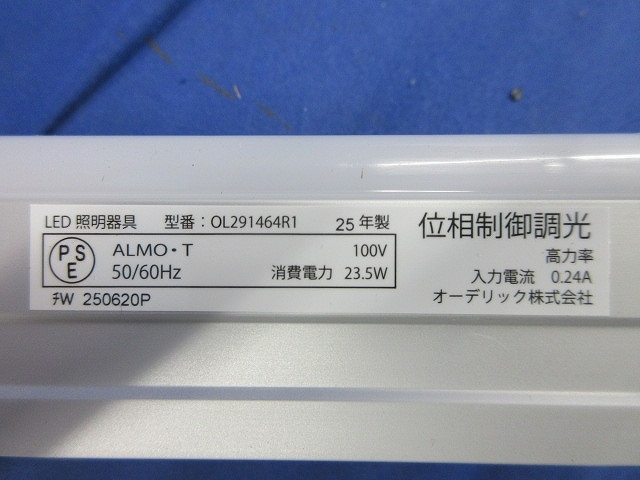 LED 照明器具 型番：OL291464R1 25年製
PSE ALMO・T 100V
50/60Hz 消費電力 23.5W
ﾁW 250620P
位相制御調光
高力率
入力電流 0.24A
オーデリック株式会社